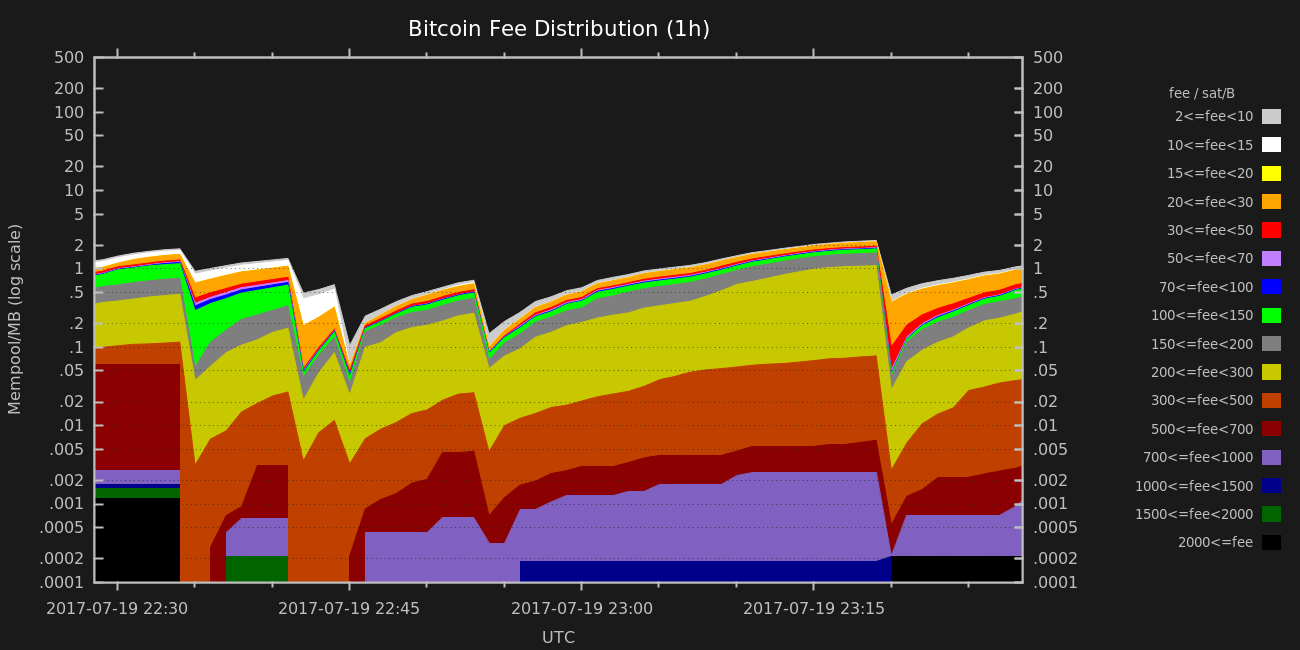 Bitcoin Fee Distribution (1h)
Mempool/MB (log scale)
500
200
100
50
20
10
5
2
1
.5
.2
.1
.05
.02
.01
.005
.002
.001
.0005
.0002
.0001
500
200
100
50
20
10
5
2
1
.5
.2
.1
.05
.02
.01
.005
.002
.001
.0005
.0002
.0001
2017-07-19 22:30
2017-07-19 22:45
2017-07-19 23:00
2017-07-19 23:15
UTC
fee / sat/B
2<=fee<10
10<=fee<15
15<=fee<20
20<=fee<30
30<=fee<50
50<=fee<70
70<=fee<100
100<=fee<150
150<=fee<200
200<=fee<300
300<=fee<500
500<=fee<700
700<=fee<1000
1000<=fee<1500
1500<=fee<2000
2000<=fee